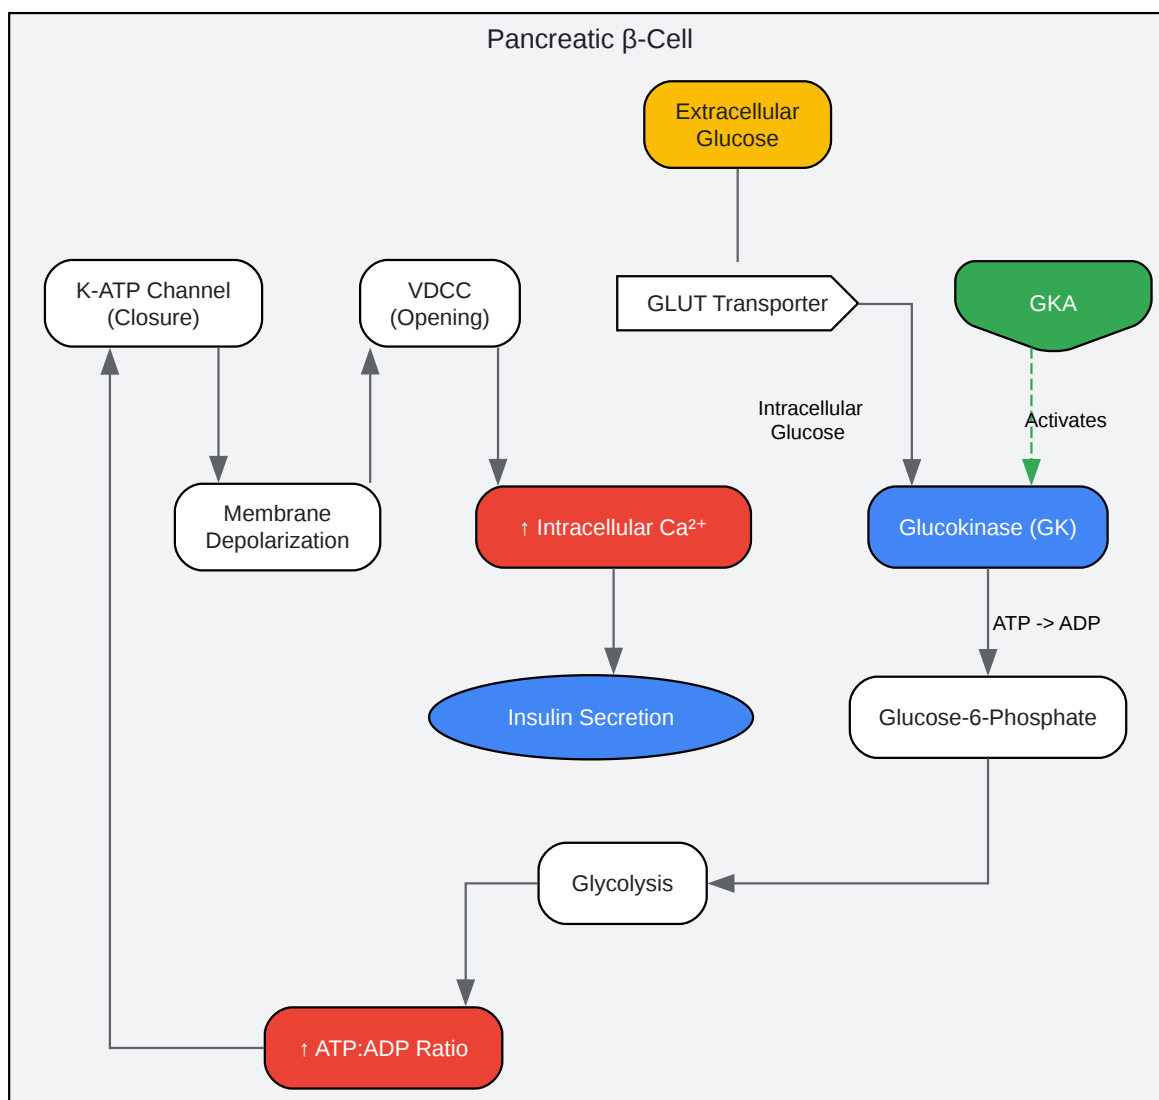 Pancreatic β-Cell
Extracellular
Glucose
K-ATP Channel
(Closure)
VDCC
(Opening)
GLUT Transporter
GKA
Intracellular
Glucose
Activates
Membrane
Depolarization
↑ Intracellular Ca²⁺
Glucokinase (GK)
ATP -> ADP
Insulin Secretion
Glucose-6-Phosphate
Glycolysis
↑ ATP:ADP Ratio